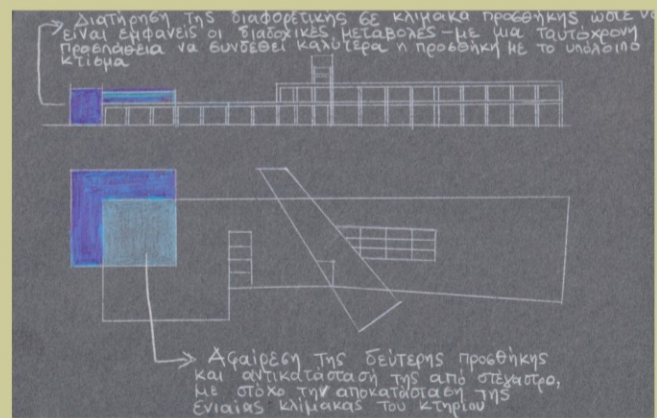 Διατήρηση της διαφορετικής σε κλίμακα προσθήκης ώστε ν
είναι εμφανείς οι διαδοχικές μεταβολές – με μια ταυτόχρονη
προσπάθεια να συνδεθεί καλύτερα η προσθήκη με το υπόλοιπο
κτίσμα
Αφαίρεση της δεύτερης προσθήκης
και αντικατάστασή της από στέγαστρο,
με στόχο την αποκατάσταση της
ενιαίας κλίμακας του κτηρίου